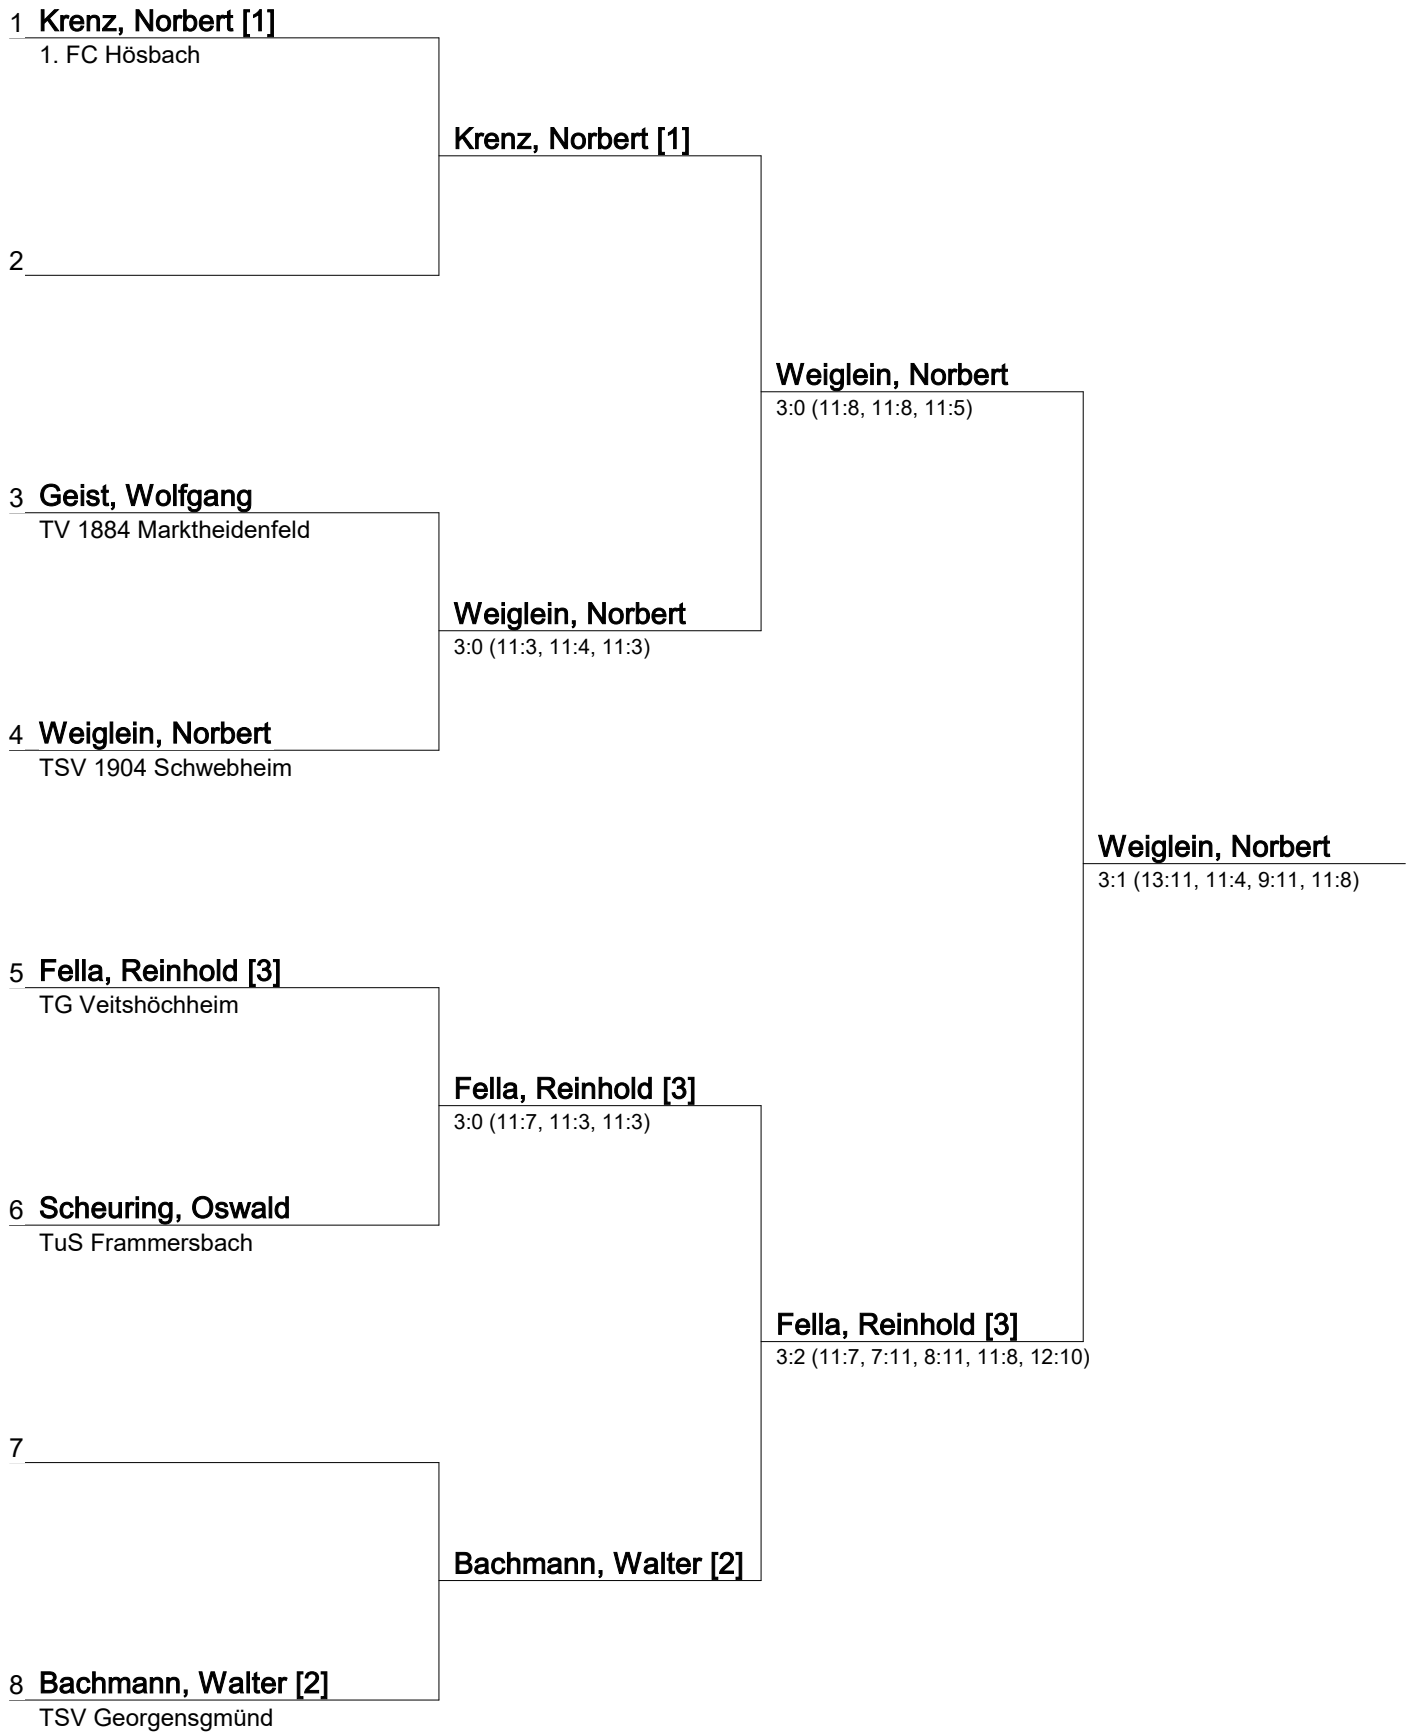 1 Krenz, Norbert [1]
1. FC Hösbach
Krenz, Norbert [1]
2
Weiglein, Norbert
3:0 (11:8, 11:8, 11:5)
3 Geist, Wolfgang
TV 1884 Marktheidenfeld
Weiglein, Norbert
3:0 (11:3, 11:4, 11:3)
4 Weiglein, Norbert
TSV 1904 Schwebheim
Weiglein, Norbert
3:1 (13:11, 11:4, 9:11, 11:8)
5 Fella, Reinhold [3]
TG Veitshöchheim
Fella, Reinhold [3]
3:0 (11:7, 11:3, 11:3)
6 Scheuring, Oswald
TuS Frammersbach
Fella, Reinhold [3]
3:2 (11:7, 7:11, 8:11, 11:8, 12:10)
7
Bachmann, Walter [2]
8 Bachmann, Walter [2]
TSV Georgensgmünd